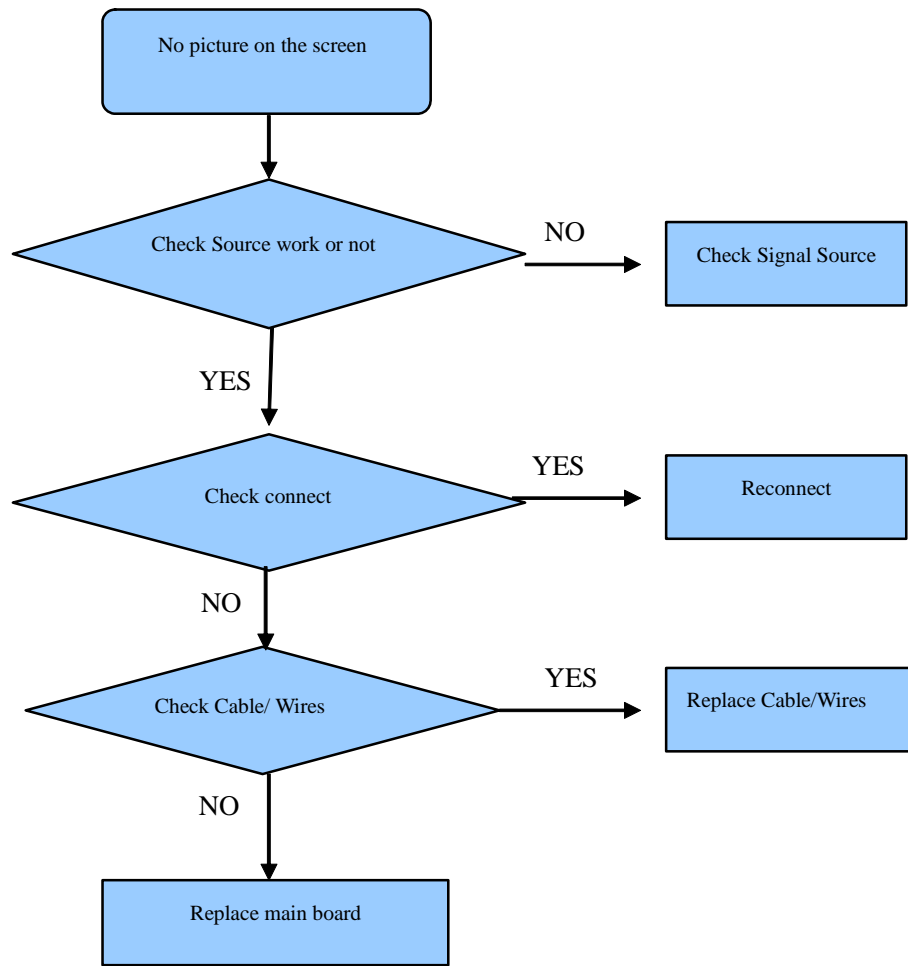 No picture on the screen
Check Source work or not
NO
Check Signal Source
YES
Check connect
YES
Reconnect
NO
Check Cable/ Wires
YES
Replace Cable/Wires
NO
Replace main board